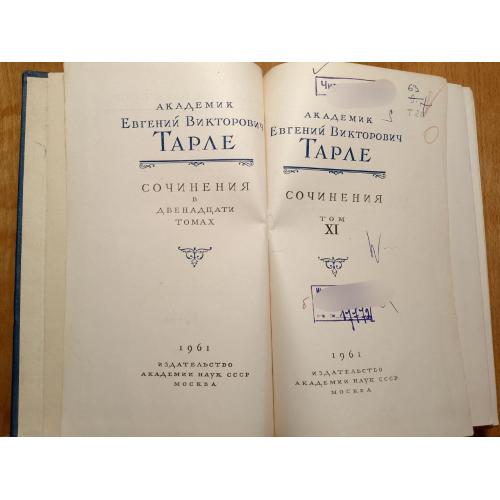 АКАДЕМИК
ЕВГЕНИЙ ВИКТОРОВИЧ
ТАРЛЕ
СОЧИНЕНИЯ
В
ДВЕНАДЦАТИ
ТОМАХ
1961
ИЗДАТЕЛЬСТВО
АКАДЕМИИ НАУК СССР
МОСКВА
63
АКАДЕМИК
ЕВГЕНИЙ ВИКТОРОВИЧ
ТАРЛЕ
СОЧИНЕНИЯ
ТОМ
XI
1961
ИЗДАТЕЛЬСТВО
АКАДЕМИИ НАУК СССР
МОСКВА